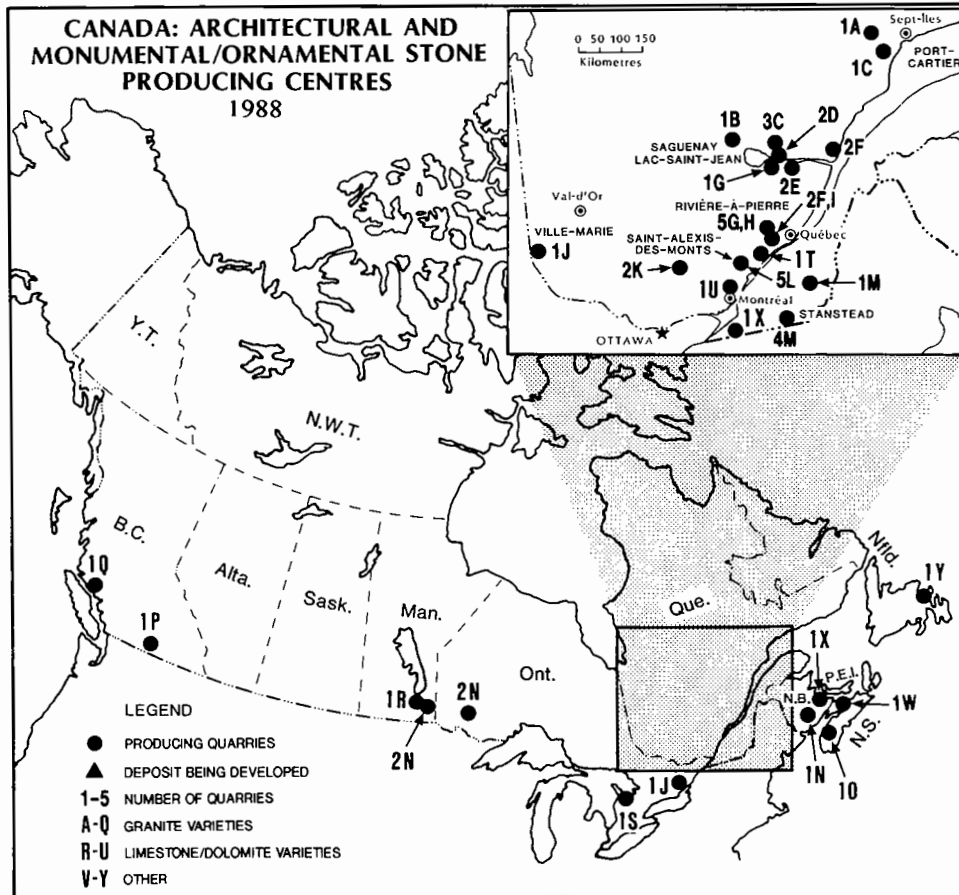 CANADA: ARCHITECTURAL AND
MONUMENTAL/ORNAMENTAL STONE
PRODUCING CENTRES
1988
0 50 100 150
Kilometres
1A
Sept-Îles
PORT-
CARTIER
1C
1B
3C
2D
SAGUENAY
LAC-SAINT-JEAN
2F
1G
2E
Val-d'Or
RIVIÈRE-À-PIERRE
2F,I
5G,H
Québec
VILLE-MARIE
1J
SAINT-ALEXIS-
DES-MONTS
1T
2K
5L
1M
1U
Montréal
1X
STANSTEAD
OTTAWA
4M
Y.T.
N.W.T.
B.C.
Alta.
Sask.
Man.
Ont.
Que.
Nfld.
1Y
1Q
1P
1R
2N
2N
1X
P.E.I.
N.B.
1W
N.S.
1N
1O
1J
1S
LEGEND
PRODUCING QUARRIES
DEPOSIT BEING DEVELOPED
1-5 NUMBER OF QUARRIES
A-Q GRANITE VARIETIES
R-U LIMESTONE/DOLOMITE VARIETIES
V-Y OTHER